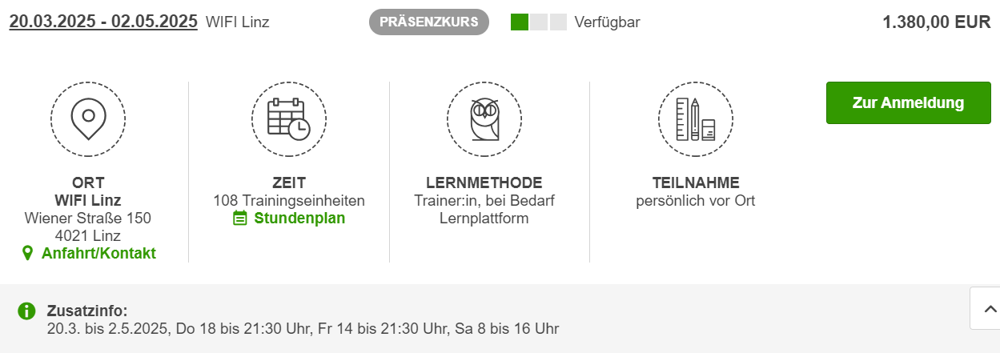 20.03.2025 - 02.05.2025 WIFI Linz PRÄSENZKURS Verfügbar 1.380,00 EUR
Zur Anmeldung
ORT
WIFI Linz
Wiener Straße 150
4021 Linz
Anfahrt/Kontakt
ZEIT
108 Trainingseinheiten
Stundenplan
LERNMETHODE
Trainer:in, bei Bedarf
Lernplattform
TEILNAHME
persönlich vor Ort
Zusatzinfo:
20.3. bis 2.5.2025, Do 18 bis 21:30 Uhr, Fr 14 bis 21:30 Uhr, Sa 8 bis 16 Uhr